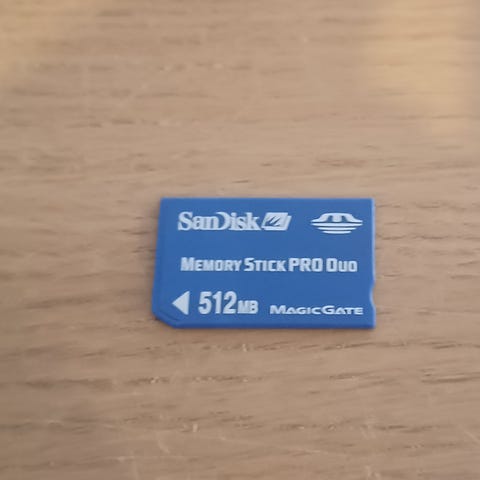 SanDisk
Memory Stick PRO Duo
512MB MagicGate